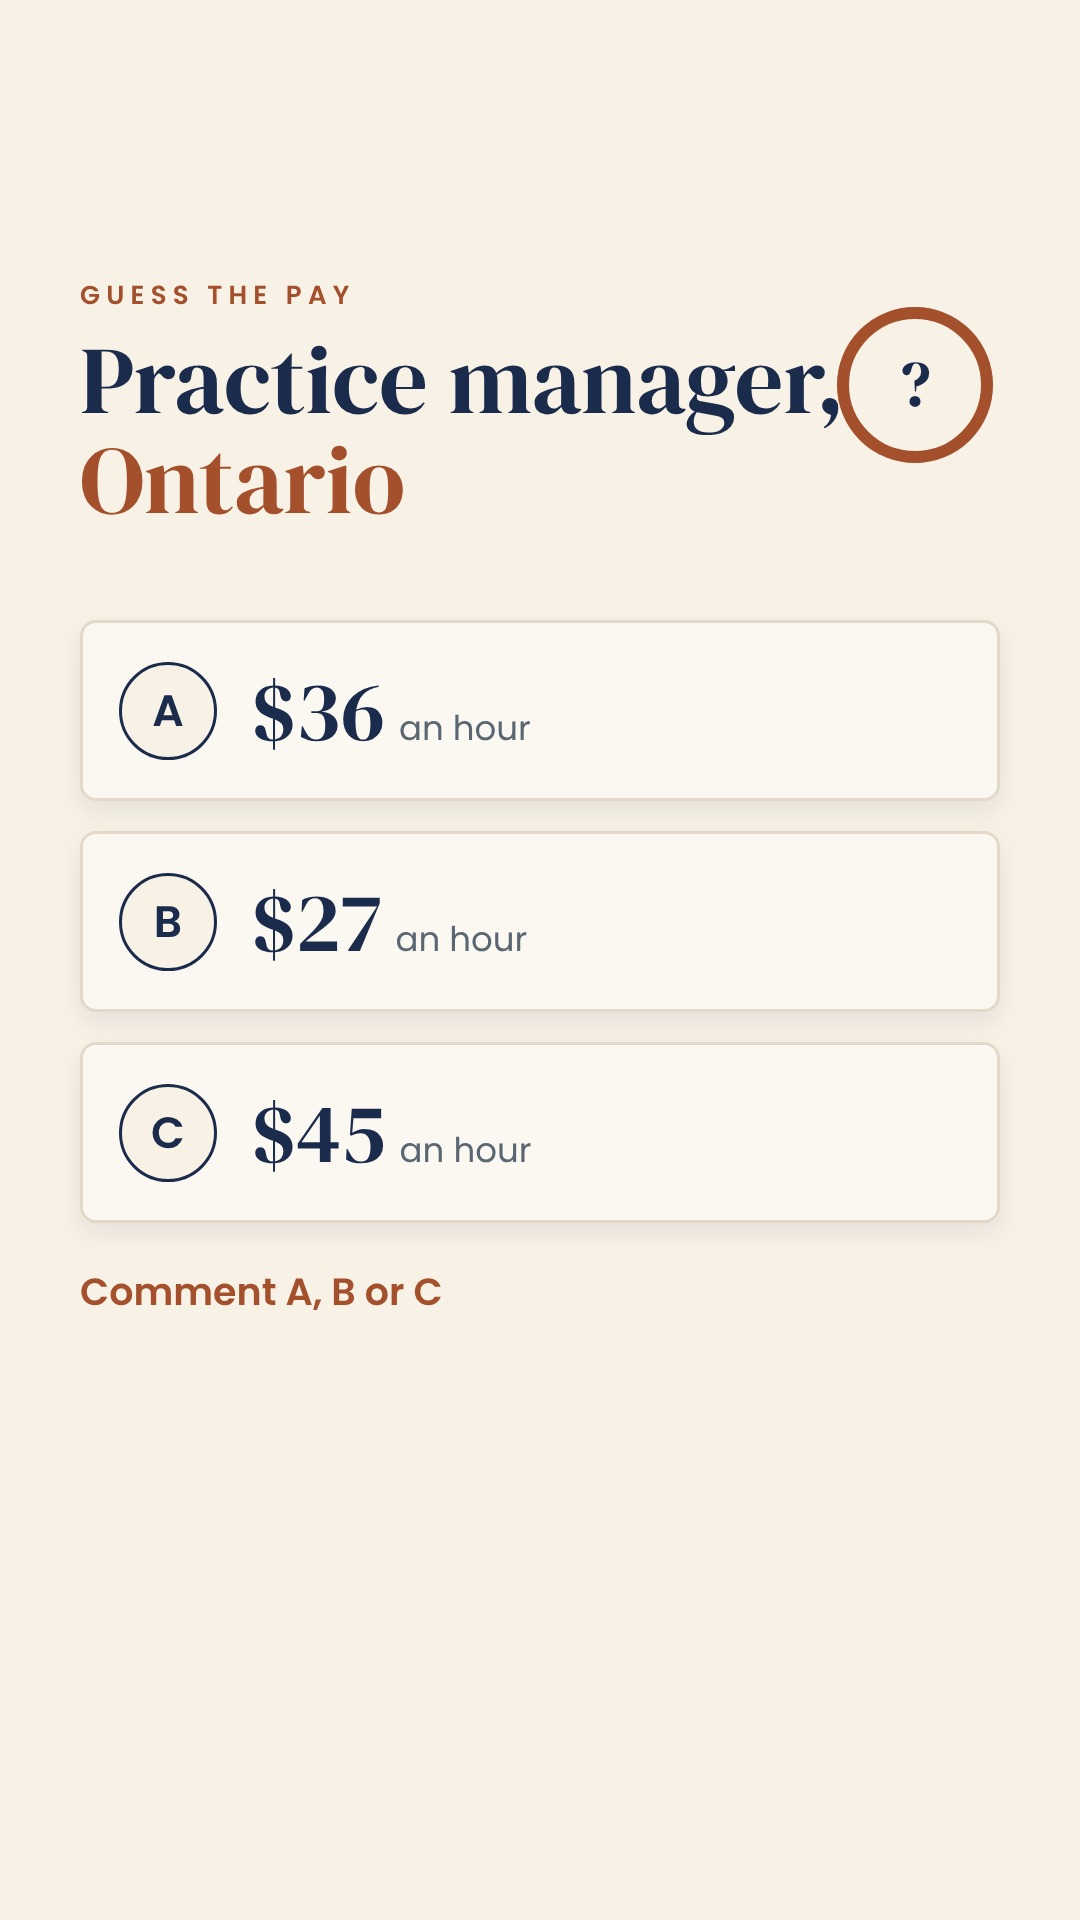 GUESS THE PAY
Practice manager,
Ontario
?
A $36 an hour
B $27 an hour
C $45 an hour
Comment A, B or C